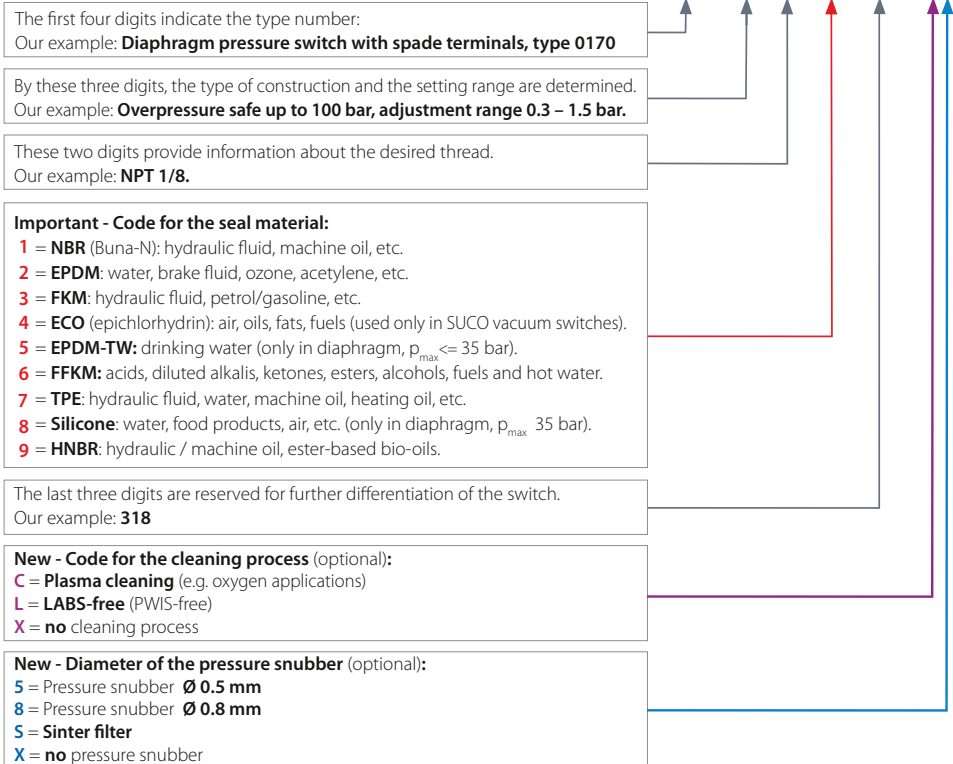 The first four digits indicate the type number:
Our example: Diaphragm pressure switch with spade terminals, type 0170
By these three digits, the type of construction and the setting range are determined.
Our example: Overpressure safe up to 100 bar, adjustment range 0.3 – 1.5 bar.
These two digits provide information about the desired thread.
Our example: NPT 1/8.
Important - Code for the seal material:
1 = NBR (Buna-N): hydraulic fluid, machine oil, etc.
2 = EPDM: water, brake fluid, ozone, acetylene, etc.
3 = FKM: hydraulic fluid, petrol/gasoline, etc.
4 = ECO (epichlorhydrin): air, oils, fats, fuels (used only in SUCO vacuum switches).
5 = EPDM-TW: drinking water (only in diaphragm, pmax<= 35 bar).
6 = FFKM: acids, diluted alkalis, ketones, esters, alcohols, fuels and hot water.
7 = TPE: hydraulic fluid, water, machine oil, heating oil, etc.
8 = Silicone: water, food products, air, etc. (only in diaphragm, pmax 35 bar).
9 = HNBR: hydraulic / machine oil, ester-based bio-oils.
The last three digits are reserved for further differentiation of the switch.
Our example: 318
New - Code for the cleaning process (optional):
C = Plasma cleaning (e.g. oxygen applications)
L = LABS-free (PWIS-free)
X = no cleaning process
New - Diameter of the pressure snubber (optional):
5 = Pressure snubber Ø 0.5 mm
8 = Pressure snubber Ø 0.8 mm
S = Sinter filter
X = no pressure snubber